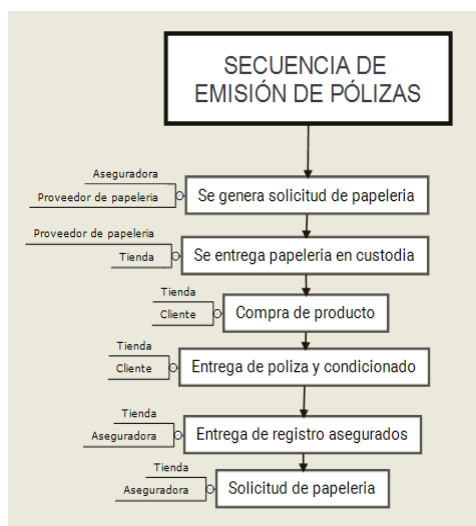 SECUENCIA DE
EMISIÓN DE PÓLIZAS
Aseguradora
Proveedor de papeleria
Se genera solicitud de papeleria
Proveedor de papeleria
Tienda
Se entrega papeleria en custodia
Tienda
Cliente
Compra de producto
Tienda
Cliente
Entrega de poliza y condicionado
Tienda
Aseguradora
Entrega de registro asegurados
Tienda
Aseguradora
Solicitud de papeleria